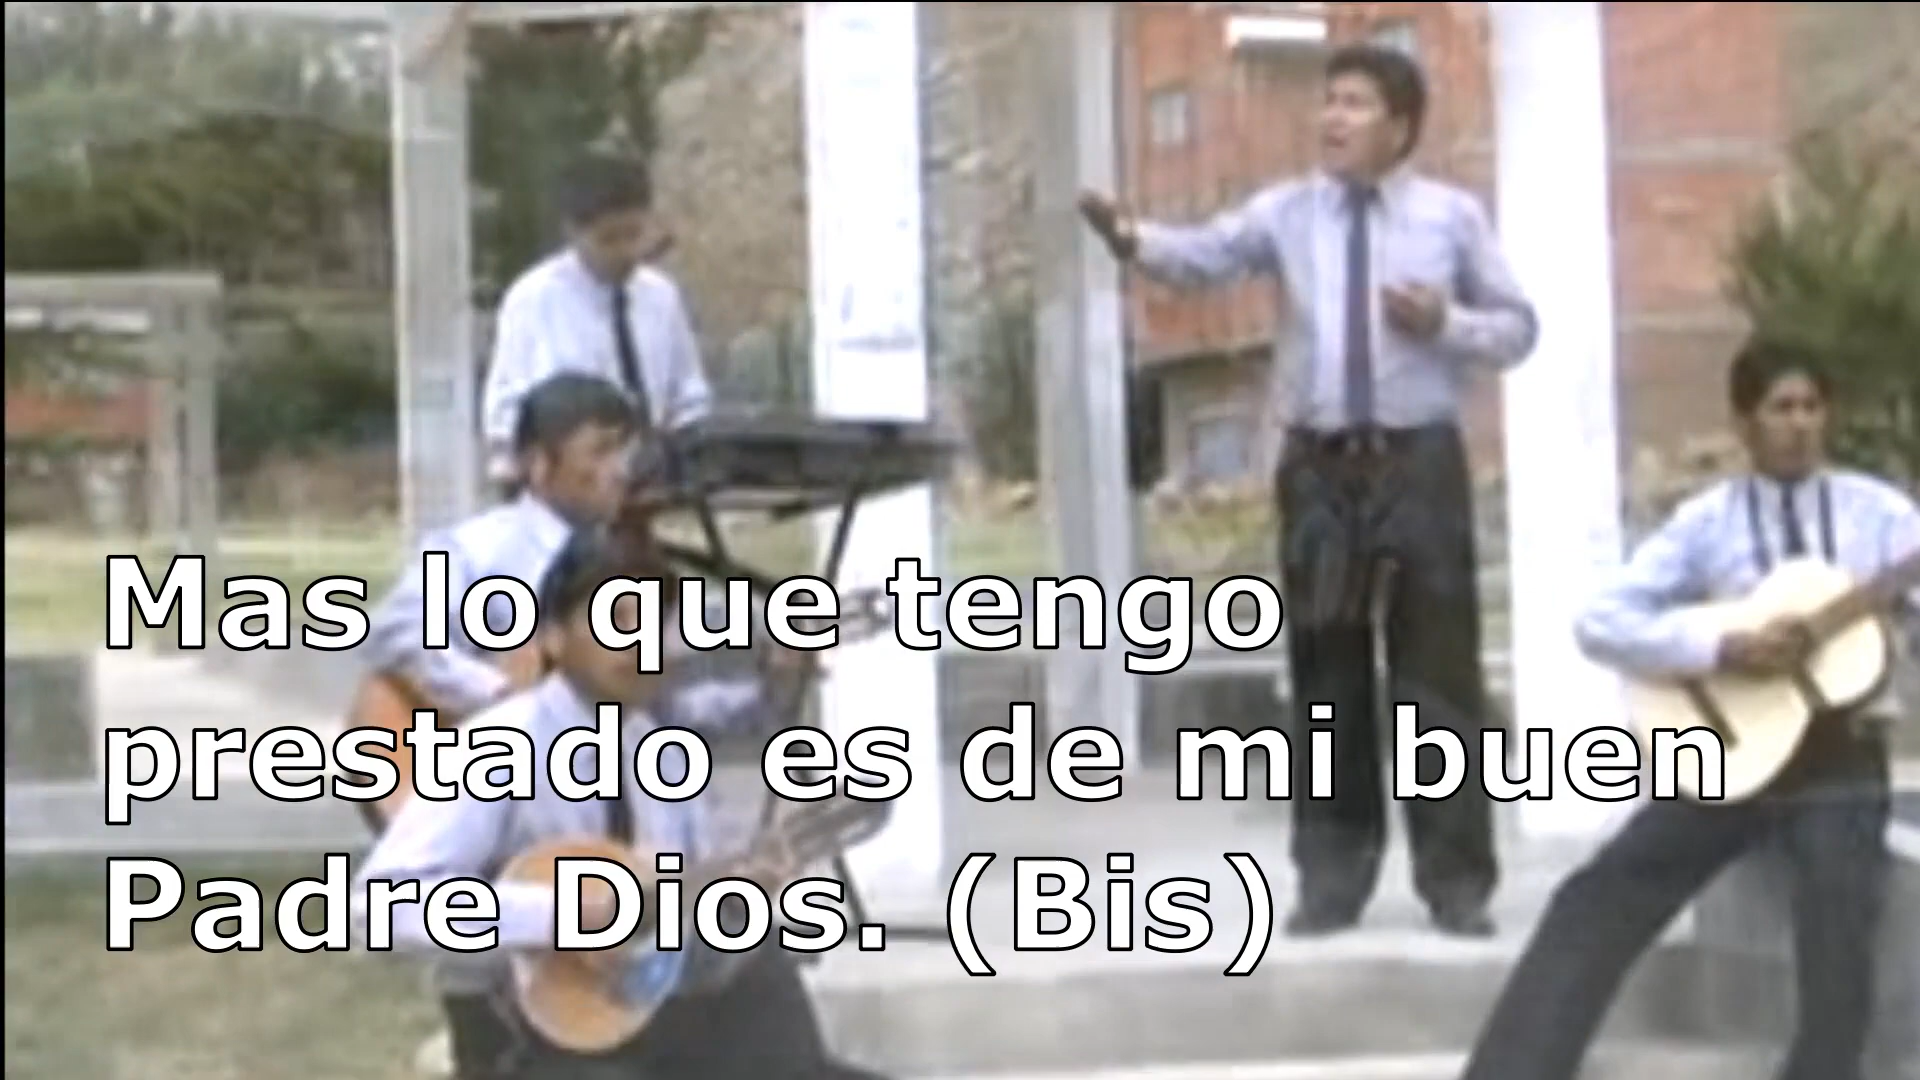 Mas lo que tengo
prestado es de mi buen
Padre Dios. (Bis)